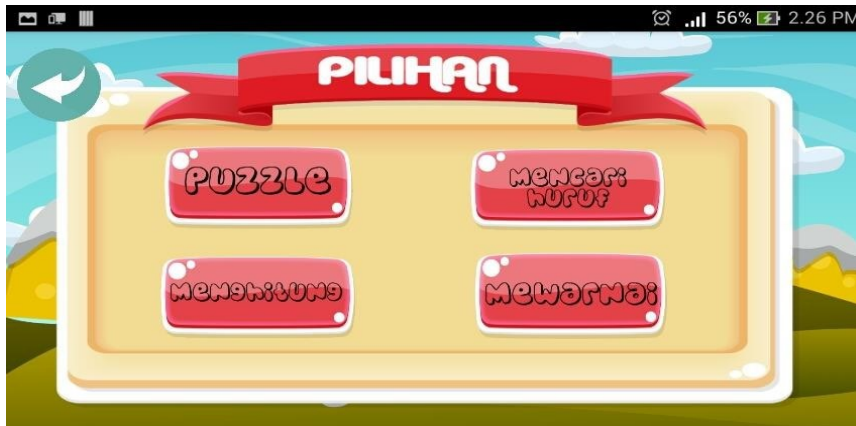 56% 2.26 PM
PILIHAN
PUZZLE
MENCARI
HURUF
MENGHITUNG
MEWARNAI